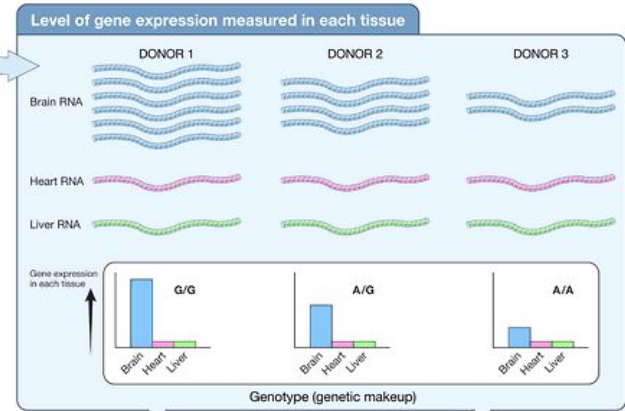 Level of gene expression measured in each tissue
DONOR 1 DONOR 2 DONOR 3
Brain RNA
Heart RNA
Liver RNA
Gene expression
in each tissue
G/G A/G A/A
Brain Heart Liver Brain Heart Liver Brain Heart Liver
Genotype (genetic makeup)